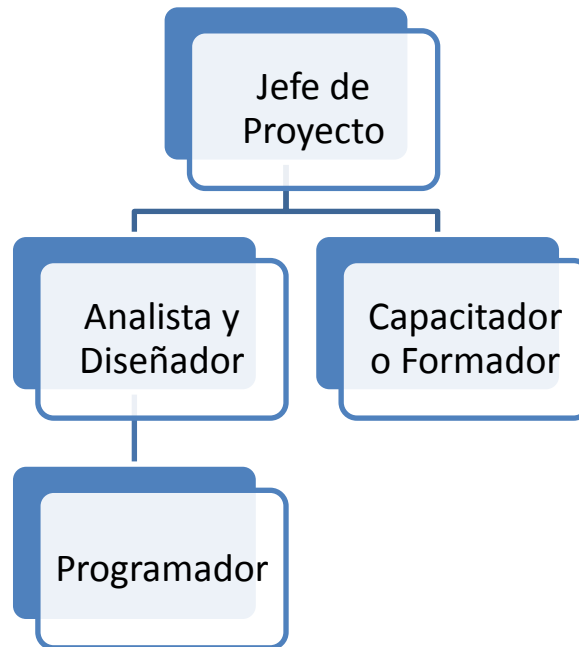 Jefe de
Proyecto
Analista y
Diseñador
Capacitador
o Formador
Programador